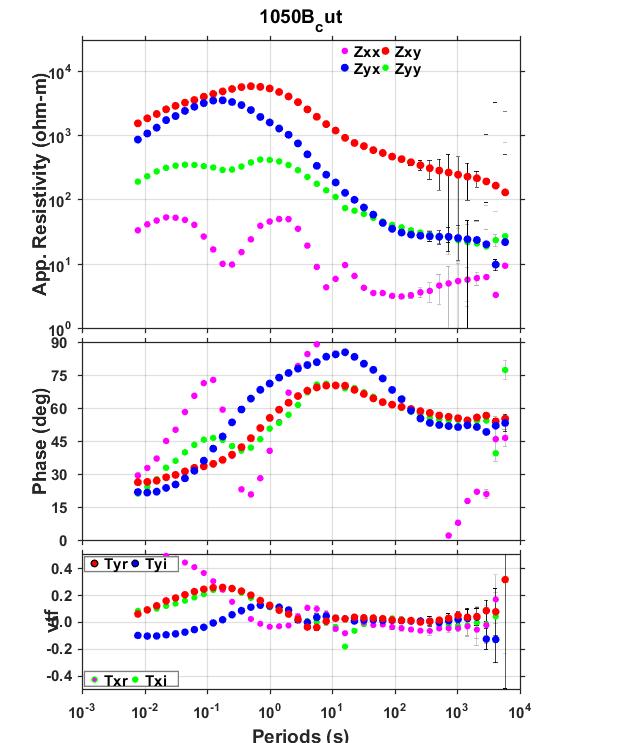 1050B_cut
Zxx Zxy
Zyx Zyy
App. Resistivity (ohm-m)
10^4
10^3
10^2
10^1
10^0
Phase (deg)
90
75
60
45
30
15
0
Tyr Tyi
vtf
0.4
0.2
0.0
-0.2
-0.4
Txr Txi
10^-3 10^-2 10^-1 10^0 10^1 10^2 10^3 10^4
Periods (s)